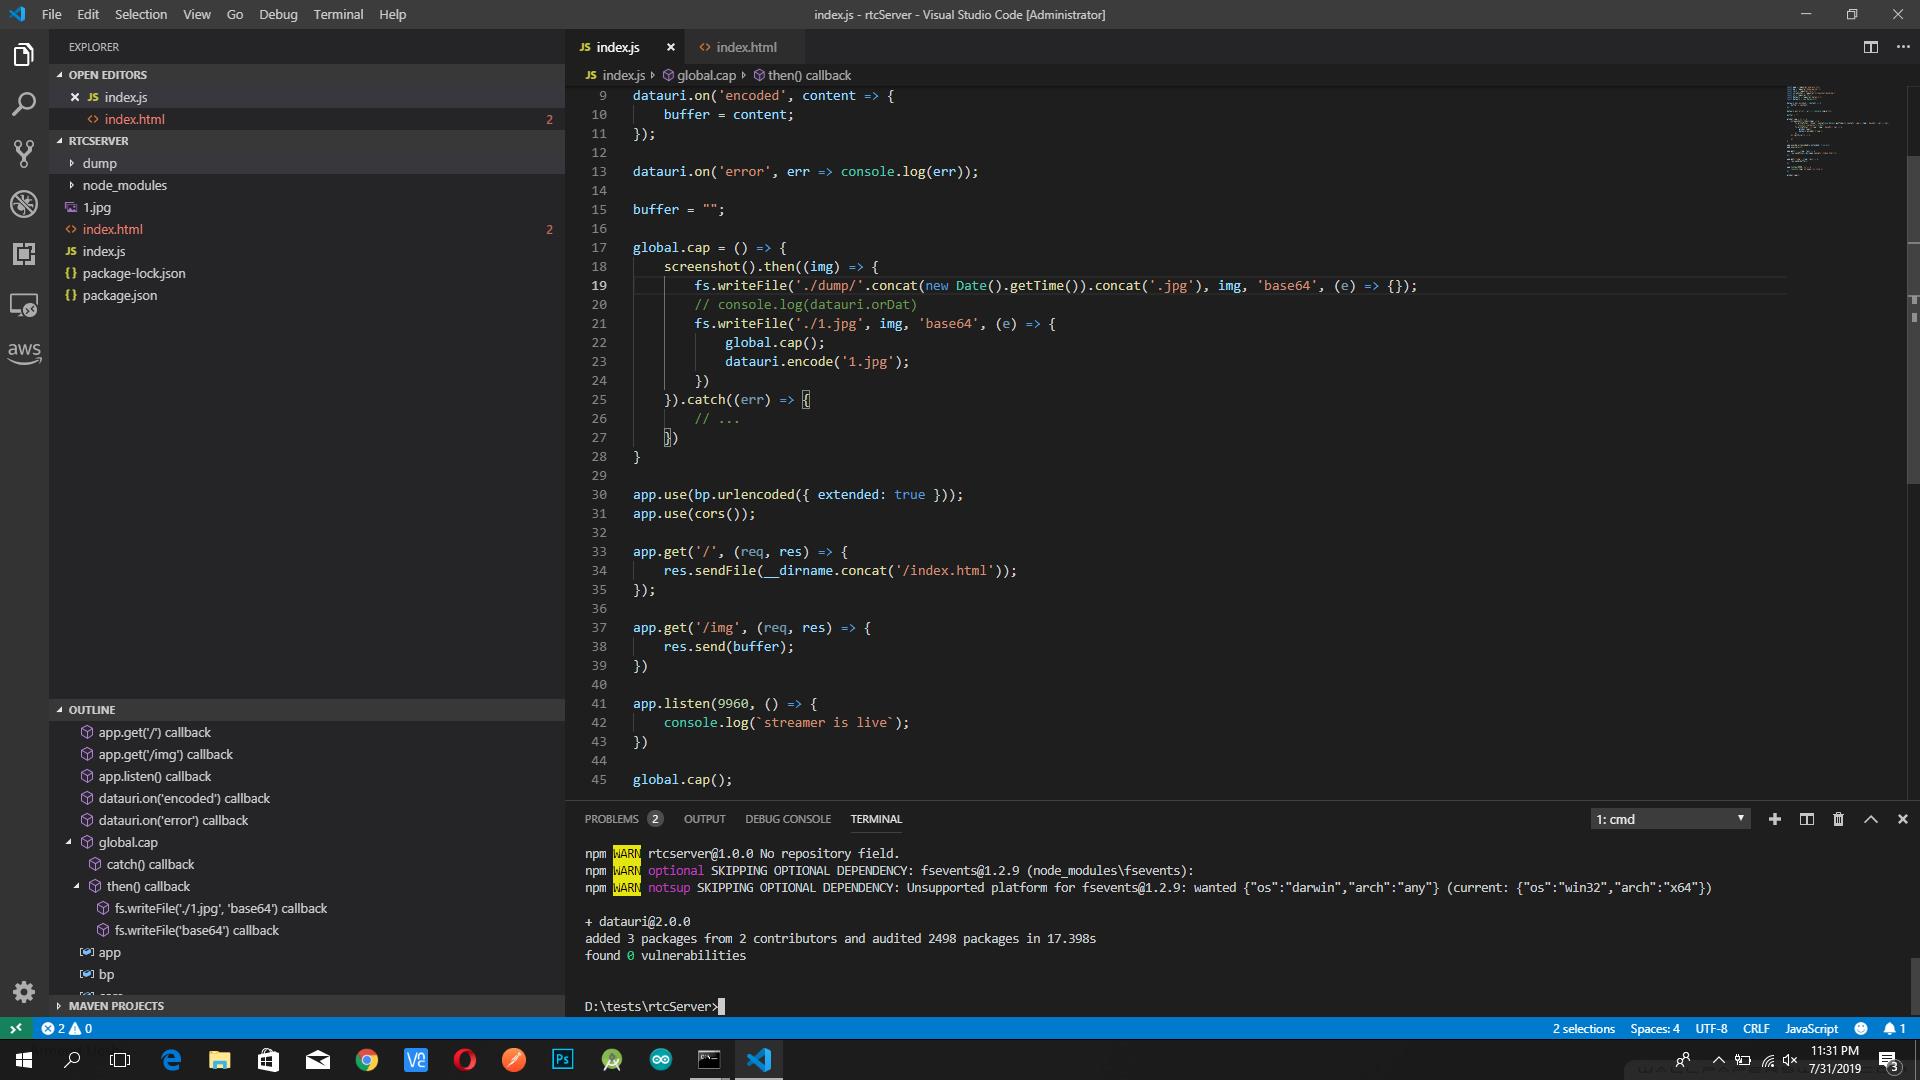 File Edit Selection View Go Debug Terminal Help
index.js - rtcServer - Visual Studio Code [Administrator]
EXPLORER
OPEN EDITORS
JS index.js
<> index.html 2
RTCSERVER
dump
node_modules
1.jpg
<> index.html 2
JS index.js
{} package-lock.json
{} package.json
OUTLINE
app.get('/') callback
app.get('/img') callback
app.listen() callback
datauri.on('encoded') callback
datauri.on('error') callback
global.cap
catch() callback
then() callback
fs.writeFile('./1.jpg', 'base64') callback
fs.writeFile('base64') callback
app
bp
MAVEN PROJECTS
aws
JS index.js <> index.html
JS index.js global.cap then() callback
9 datauri.on('encoded', content => {
10 buffer = content;
11 });
12
13 datauri.on('error', err => console.log(err));
14
15 buffer = "";
16
17 global.cap = () => {
18 screenshot().then((img) => {
19 fs.writeFile('./dump/'.concat(new Date().getTime()).concat('.jpg'), img, 'base64', (e) => {});
20 // console.log(datauri.orDat)
21 fs.writeFile('./1.jpg', img, 'base64', (e) => {
22 global.cap();
23 datauri.encode('1.jpg');
24 })
25 }).catch((err) => {
26 // ...
27 })
28 }
29
30 app.use(bp.urlencoded({ extended: true }));
31 app.use(cors());
32
33 app.get('/', (req, res) => {
34 res.sendFile(__dirname.concat('/index.html'));
35 });
36
37 app.get('/img', (req, res) => {
38 res.send(buffer);
39 })
40
41 app.listen(9960, () => {
42 console.log(`streamer is live`);
43 })
44
45 global.cap();
PROBLEMS 2 OUTPUT DEBUG CONSOLE TERMINAL
1: cmd
npm WARN rtcserver@1.0.0 No repository field.
npm WARN optional SKIPPING OPTIONAL DEPENDENCY: fsevents@1.2.9 (node_modules\fsevents):
npm WARN notsup SKIPPING OPTIONAL DEPENDENCY: Unsupported platform for fsevents@1.2.9: wanted {"os":"darwin","arch":"any"} (current: {"os":"win32","arch":"x64"})
+ datauri@2.0.0
added 3 packages from 2 contributors and audited 2498 packages in 17.398s
found 0 vulnerabilities
D:\tests\rtcServer>
2 0
2 selections Spaces: 4 UTF-8 CRLF JavaScript 1
Ps
11:31 PM
7/31/2019
3